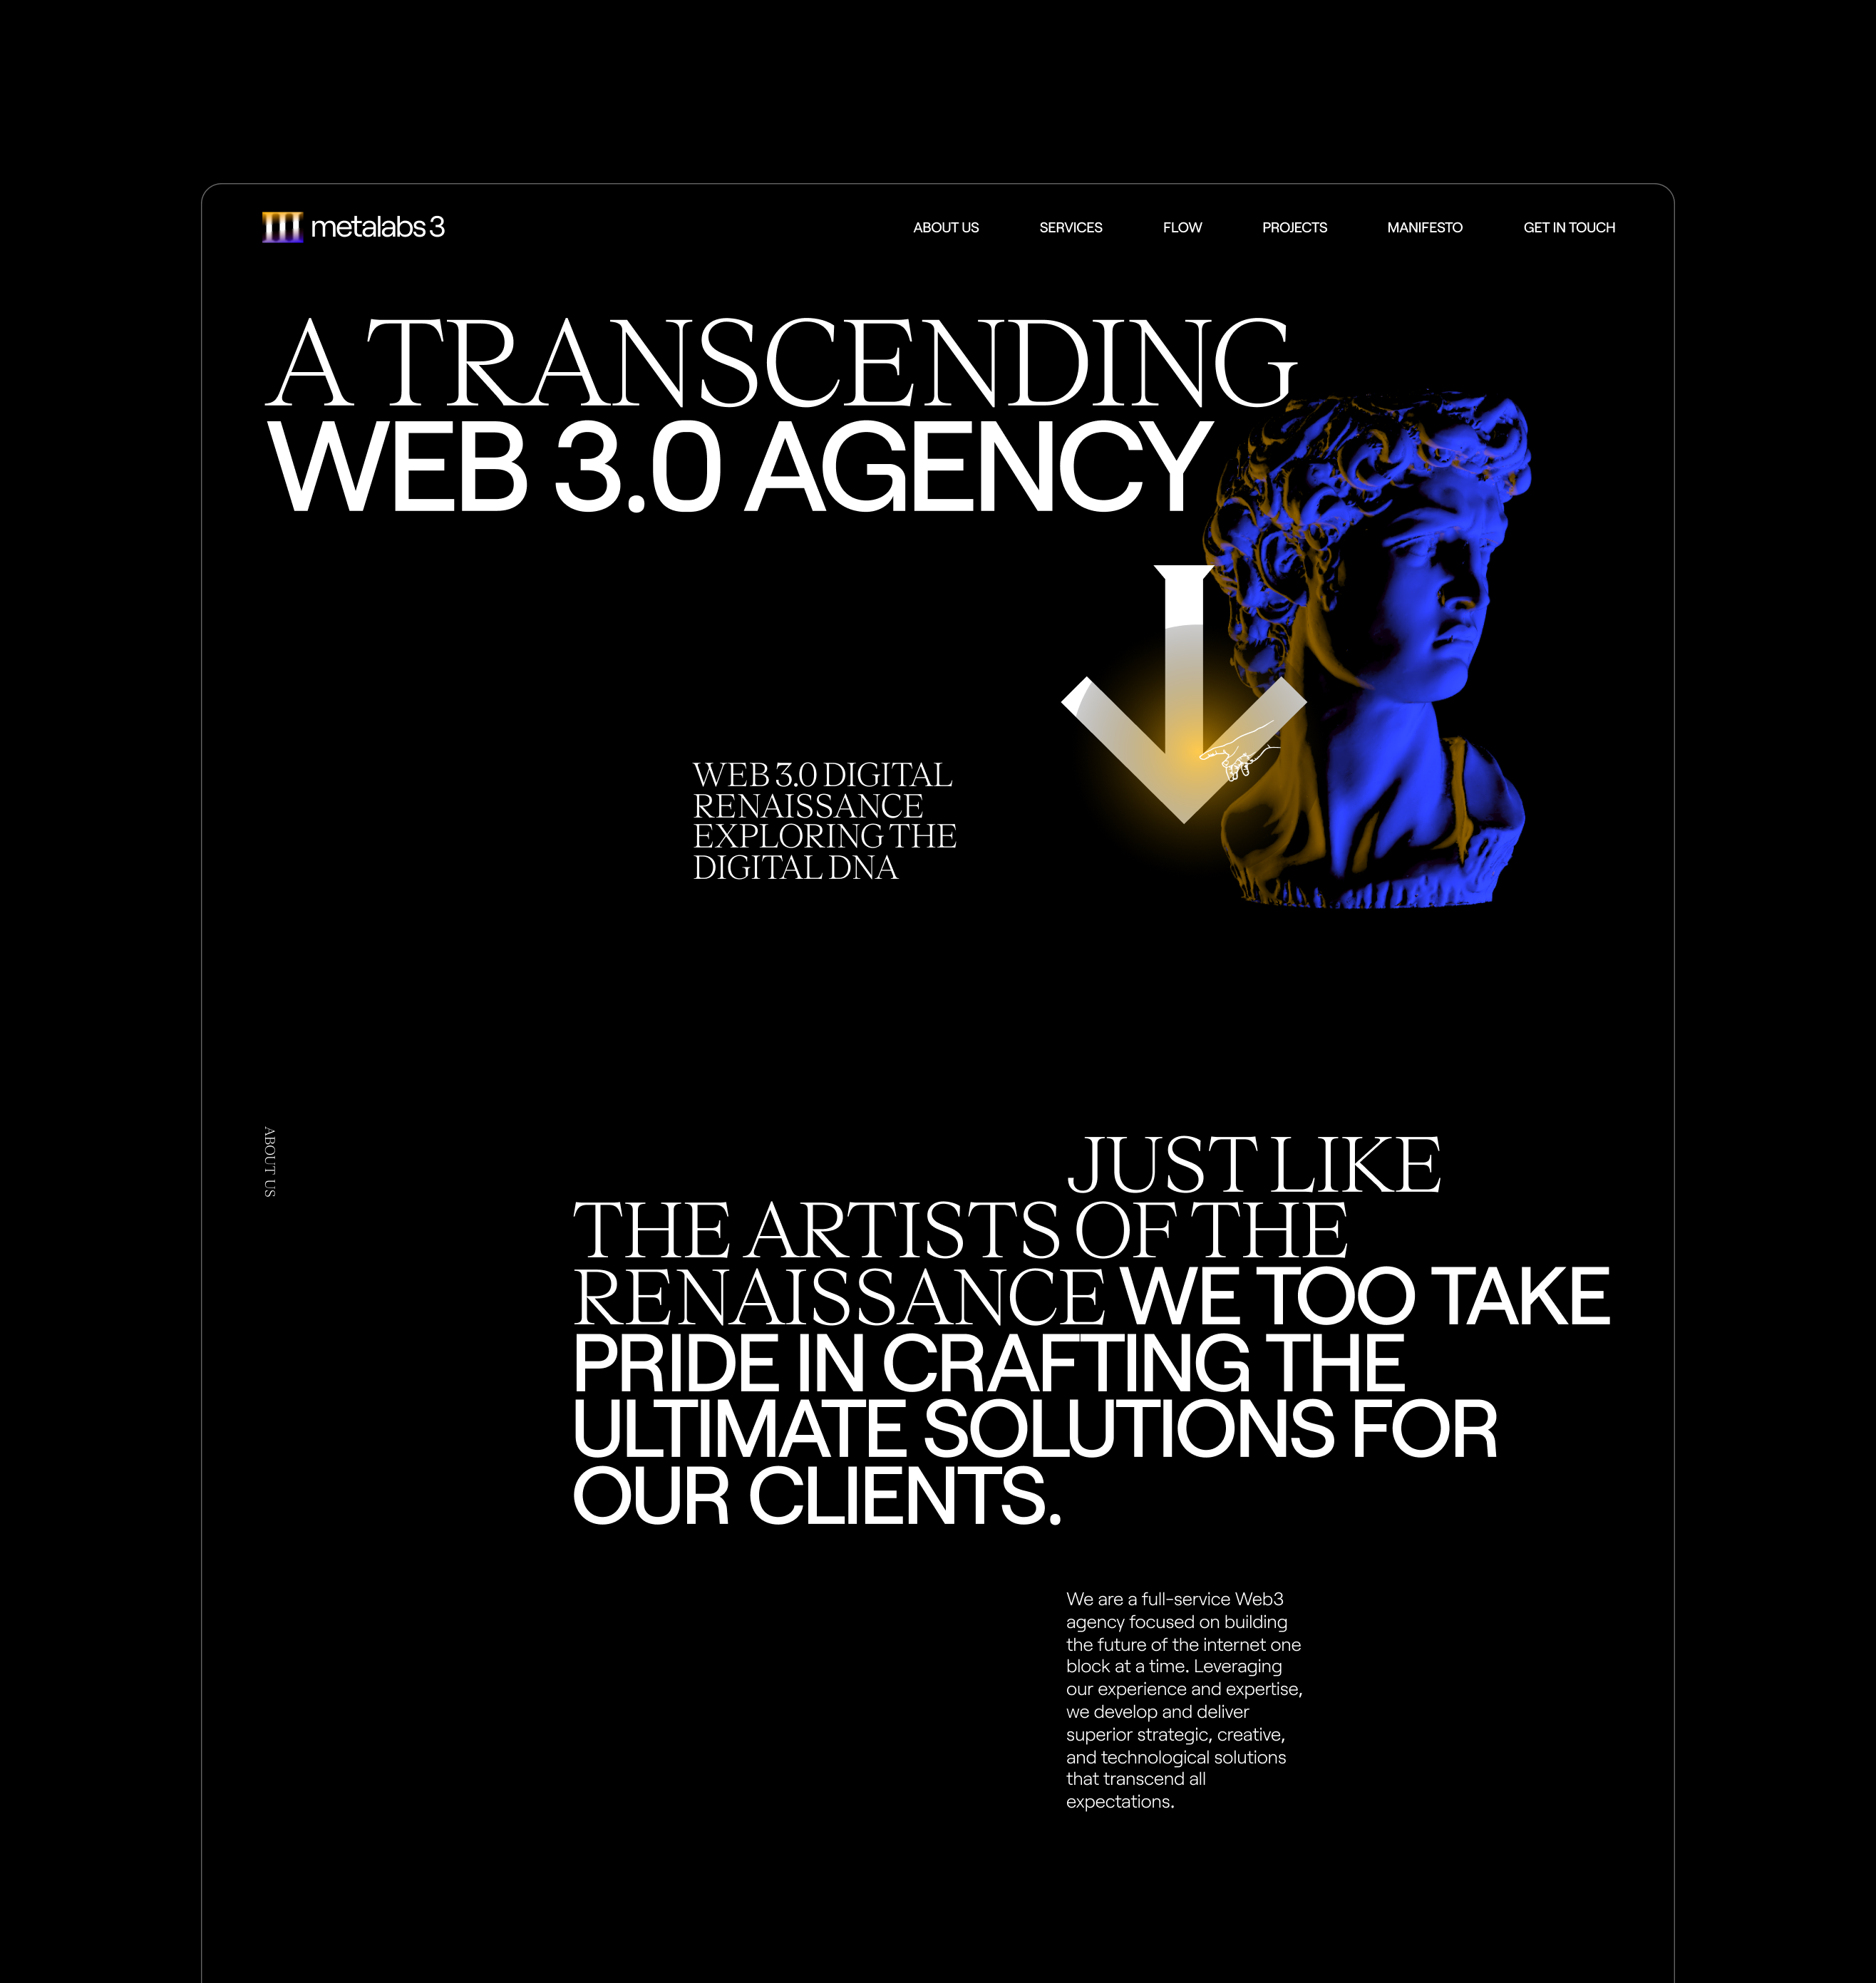 metalabs 3
ABOUT US
SERVICES
FLOW
PROJECTS
MANIFESTO
GET IN TOUCH
A TRANSCENDING
WEB 3.0 AGENCY
WEB 3.0 DIGITAL
RENAISSANCE
EXPLORING THE
DIGITAL DNA
ABOUT US
JUST LIKE
THE ARTISTS OF THE
RENAISSANCE WE TOO TAKE
PRIDE IN CRAFTING THE
ULTIMATE SOLUTIONS FOR
OUR CLIENTS.
We are a full-service Web3
agency focused on building
the future of the internet one
block at a time. Leveraging
our experience and expertise,
we develop and deliver
superior strategic, creative,
and technological solutions
that transcend all
expectations.